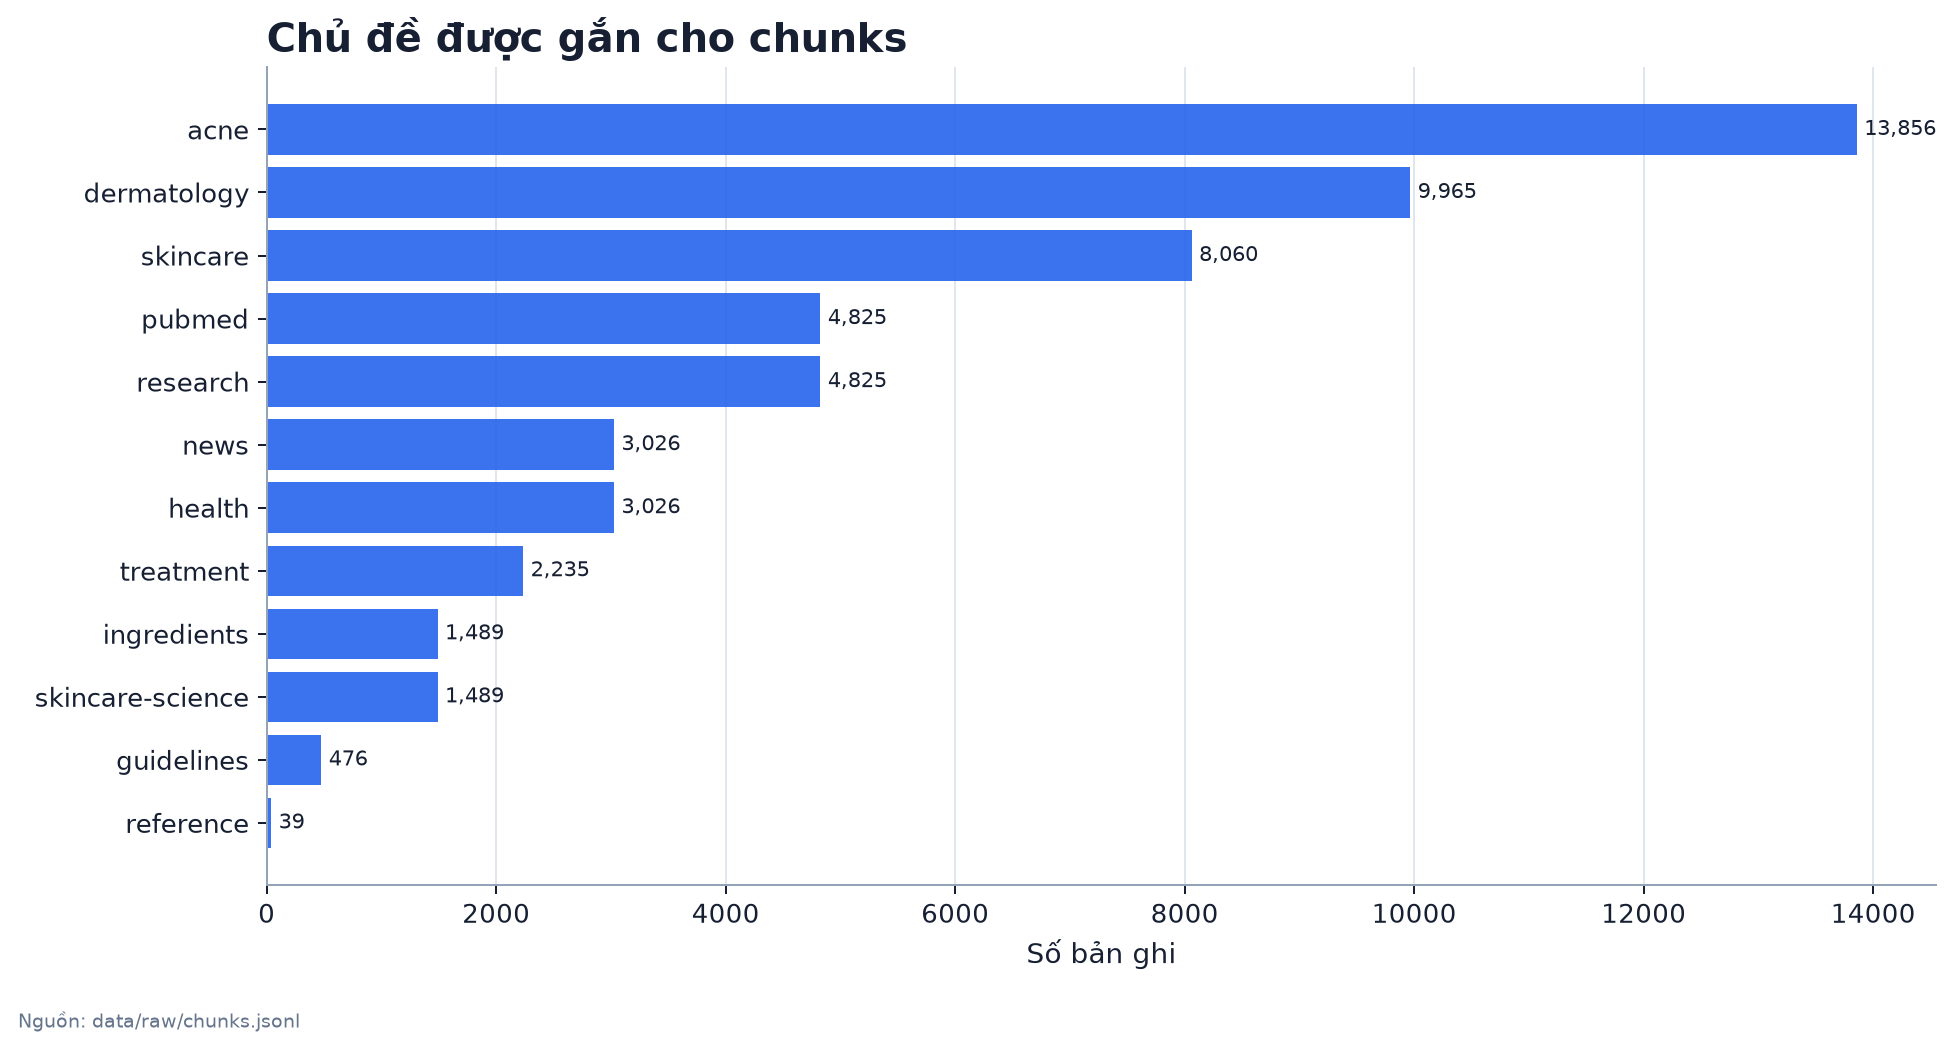 Chủ đề được gắn cho chunks
acne 13,856
dermatology 9,965
skincare 8,060
pubmed 4,825
research 4,825
news 3,026
health 3,026
treatment 2,235
ingredients 1,489
skincare-science 1,489
guidelines 476
reference 39
0 2000 4000 6000 8000 10000 12000 14000
Số bản ghi
Nguồn: data/raw/chunks.jsonl